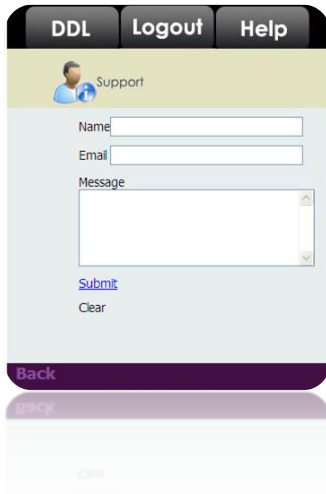 DDL Logout Help
Support
Name
Email
Message
Submit
Clear
Back